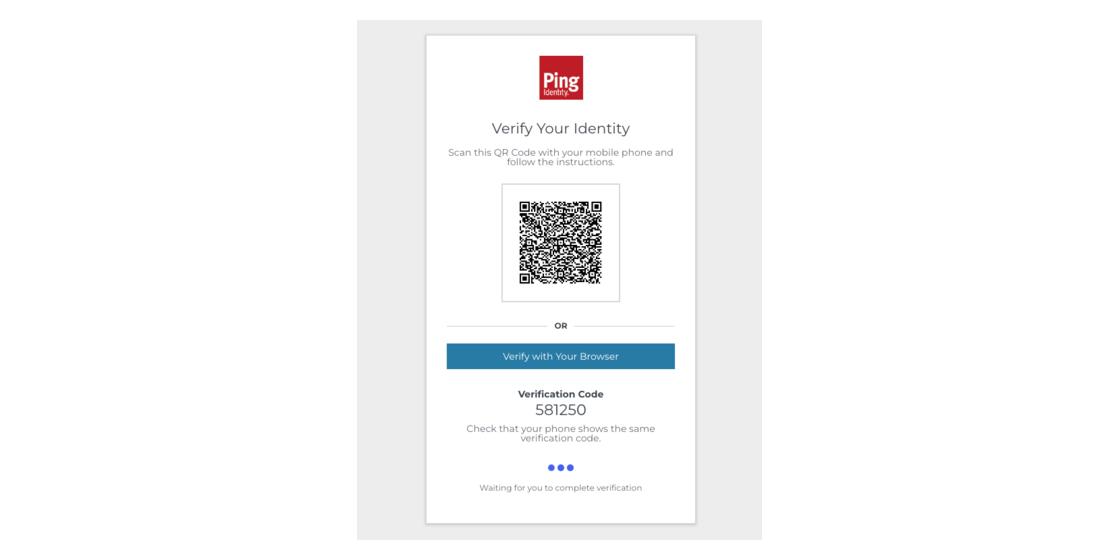 Ping
Identity.
Verify Your Identity
Scan this QR Code with your mobile phone and
follow the instructions.
OR
Verify with Your Browser
Verification Code
581250
Check that your phone shows the same
verification code.
Waiting for you to complete verification